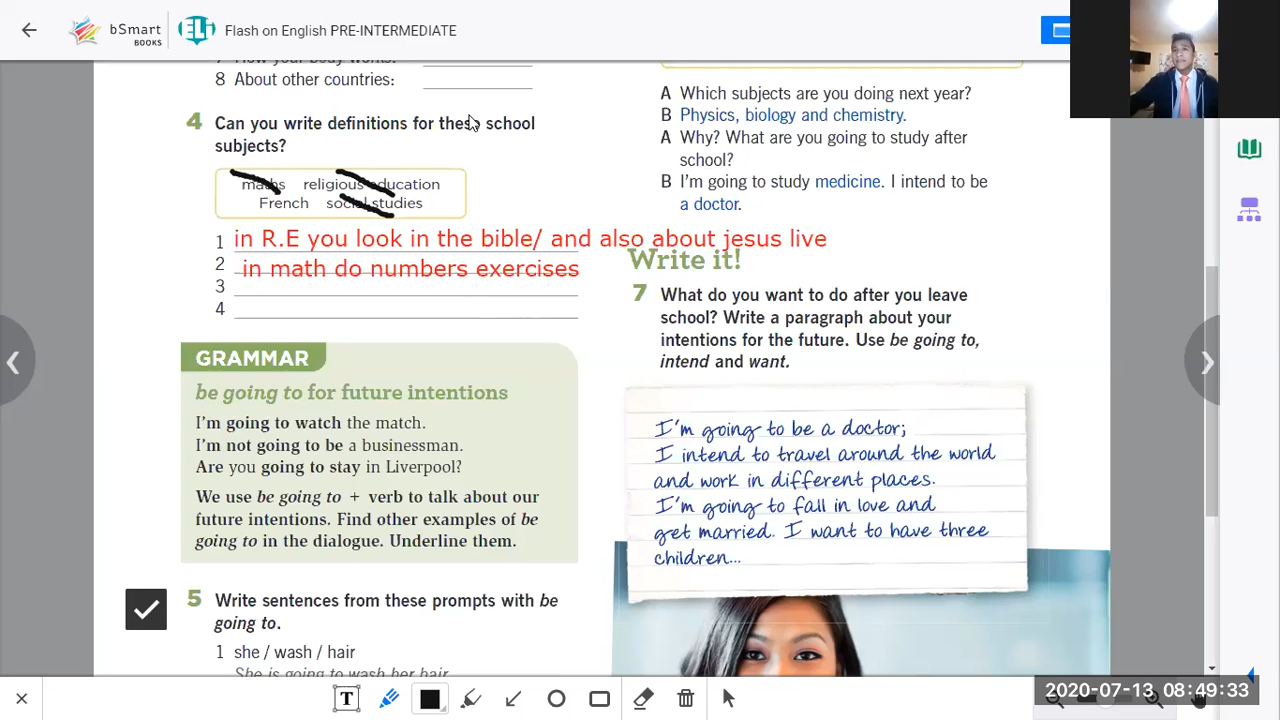 bSmart
BOOKS
ELi
Flash on English PRE-INTERMEDIATE
8 About other countries:
4 Can you write definitions for these school
subjects?
maths religious education
French social studies
1 in R.E you look in the bible/ and also about jesus live
2 in math do numbers exercises
3
4
GRAMMAR
be going to for future intentions
I'm going to watch the match.
I'm not going to be a businessman.
Are you going to stay in Liverpool?
We use be going to + verb to talk about our
future intentions. Find other examples of be
going to in the dialogue. Underline them.
5 Write sentences from these prompts with be
going to.
1 she / wash / hair
She is going to wash her hair
A Which subjects are you doing next year?
B Physics, biology and chemistry.
A Why? What are you going to study after
school?
B I'm going to study medicine. I intend to be
a doctor.
Write it!
7 What do you want to do after you leave
school? Write a paragraph about your
intentions for the future. Use be going to,
intend and want.
I'm going to be a doctor;
I intend to travel around the world
and work in different places.
I'm going to fall in love and
get married. I want to have three
children...
T
2020-07-13 08:49:33